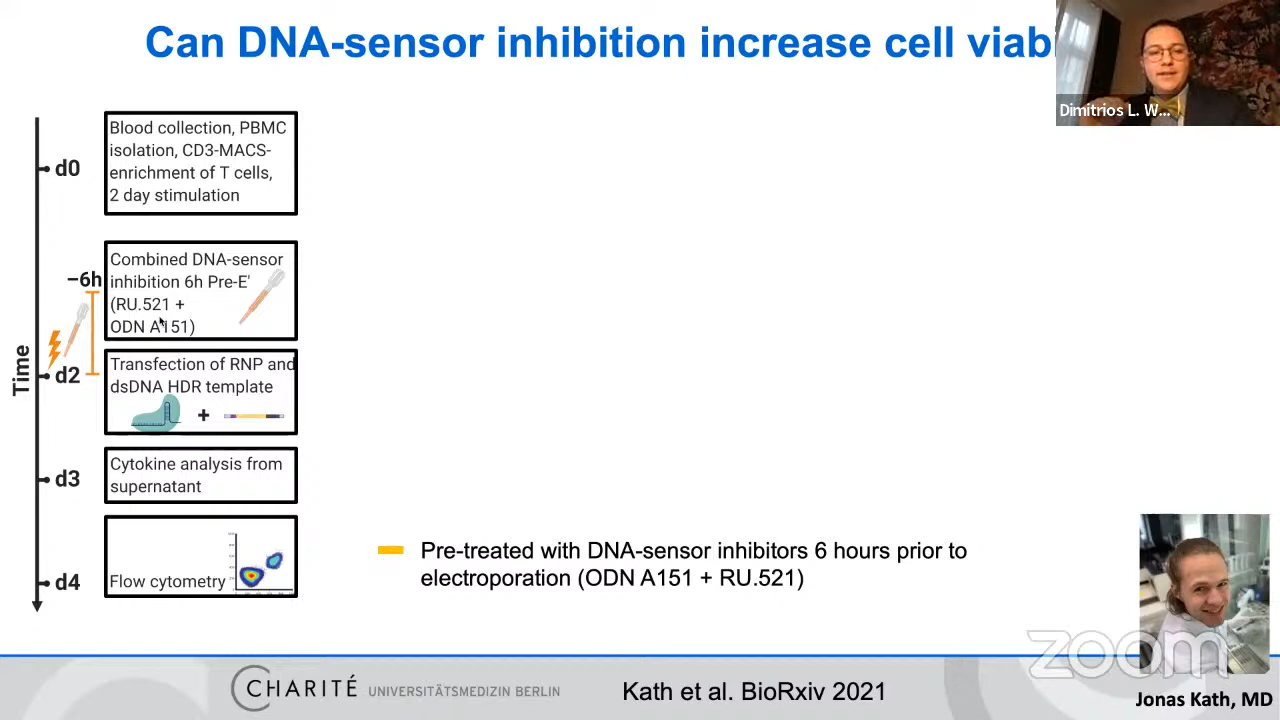 Can DNA-sensor inhibition increase cell viabi
Dimitrios L. W...
Blood collection, PBMC
isolation, CD3-MACS-
enrichment of T cells,
2 day stimulation
d0
−6h
Combined DNA-sensor
inhibition 6h Pre-E'
(RU.521 +
ODN A151)
Time
d2
Transfection of RNP and
dsDNA HDR template
+
d3
Cytokine analysis from
supernatant
d4
Flow cytometry
Pre-treated with DNA-sensor inhibitors 6 hours prior to
electroporation (ODN A151 + RU.521)
zoom
CHARITÉ UNIVERSITÄTSMEDIZIN BERLIN
Kath et al. BioRxiv 2021
Jonas Kath, MD